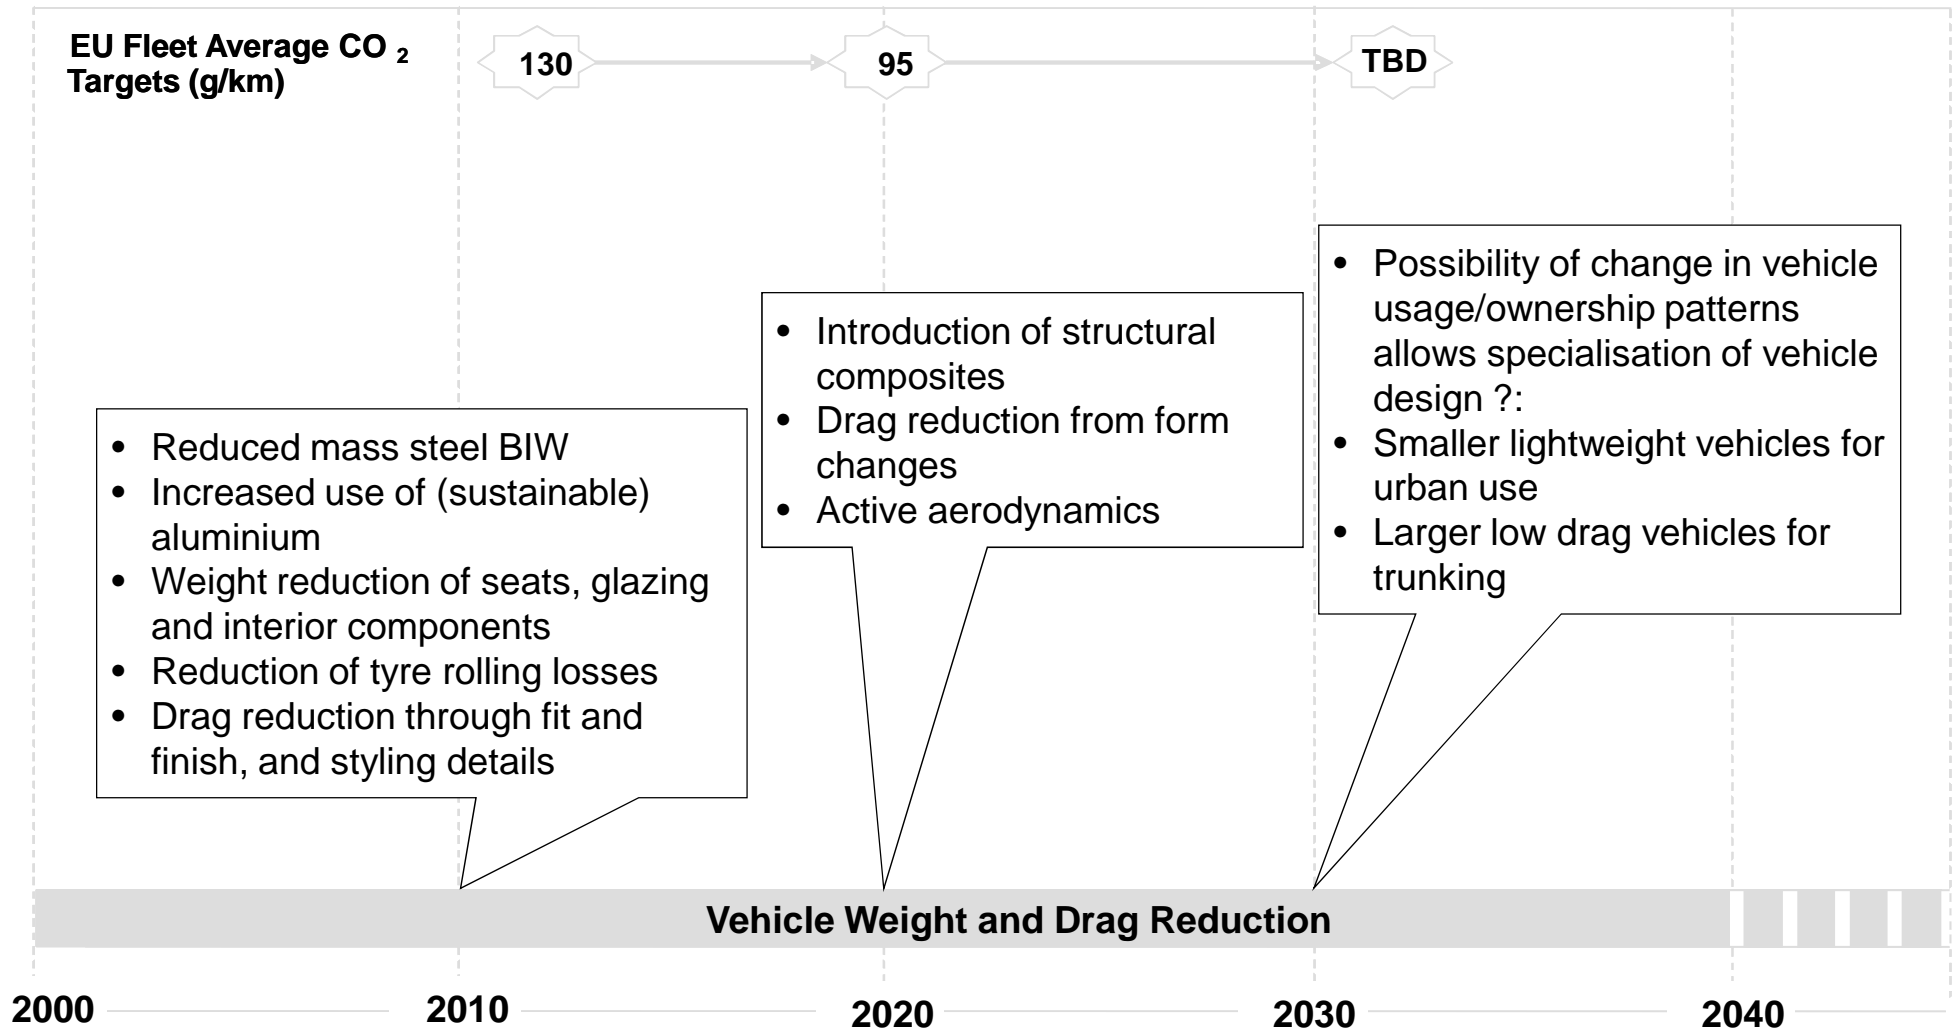 EU Fleet Average CO 2
Targets (g/km)
130
95
TBD
• Reduced mass steel BIW
• Increased use of (sustainable)
aluminium
• Weight reduction of seats, glazing
and interior components
• Reduction of tyre rolling losses
• Drag reduction through fit and
finish, and styling details
• Introduction of structural
composites
• Drag reduction from form
changes
• Active aerodynamics
• Possibility of change in vehicle
usage/ownership patterns
allows specialisation of vehicle
design ?:
• Smaller lightweight vehicles for
urban use
• Larger low drag vehicles for
trunking
Vehicle Weight and Drag Reduction
2000
2010
2020
2030
2040